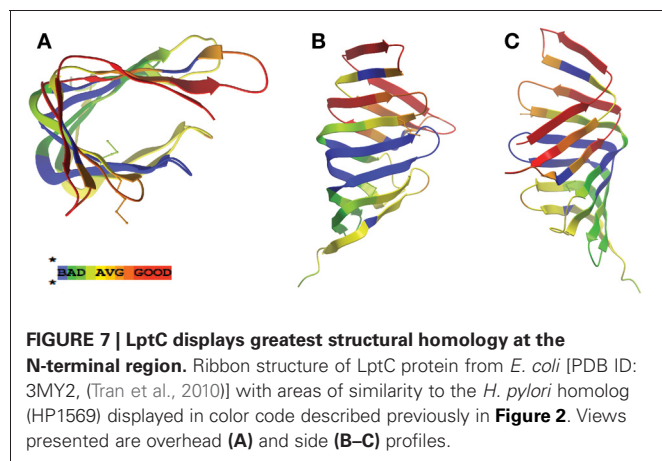 A
B
C
*
BAD AVG GOOD
*
FIGURE 7 | LptC displays greatest structural homology at the
N-terminal region. Ribbon structure of LptC protein from E. coli [PDB ID:
3MY2, (Tran et al., 2010)] with areas of similarity to the H. pylori homolog
(HP1569) displayed in color code described previously in Figure 2. Views
presented are overhead (A) and side (B–C) profiles.